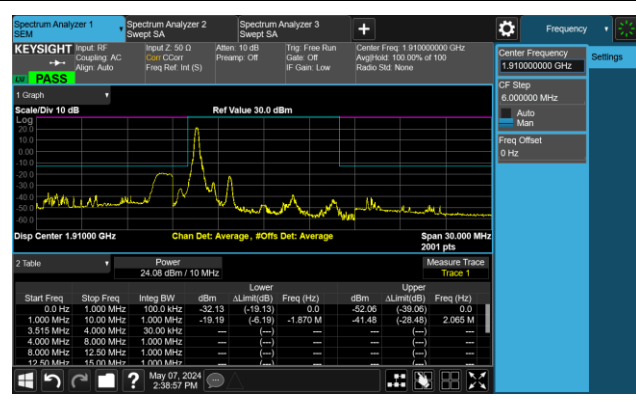 Spectrum Analyzer 1
SEM
Spectrum Analyzer 2
Swept SA
Spectrum Analyzer 3
Swept SA
Frequency
KEYSIGHT
Input: RF
Coupling: AC
Align: Auto
Input Z: 50 Ω
Corr CCorr
Freq Ref: Int (S)
Atten: 10 dB
Preamp: Off
Trig: Free Run
Gate: Off
IF Gain: Low
Center Freq: 1.910000000 GHz
Avg|Hold: 100.00% of 100
Radio Std: None
PASS
Center Frequency
1.910000000 GHz
Settings
CF Step
6.000000 MHz
Auto
Man
Freq Offset
0 Hz
1 Graph
Scale/Div 10 dB
Ref Value 30.0 dBm
Log
20.0
10.0
0.00
-10.0
-20.0
-30.0
-40.0
-50.0
-60.0
Disp Center 1.91000 GHz
Chan Det: Average, #Offs Det: Average
Span 30.000 MHz
2001 pts
2 Table
Power
24.08 dBm / 10 MHz
Measure Trace
Trace 1
Lower Upper
Start Freq Stop Freq Integ BW dBm ΔLimit(dB) Freq (Hz) dBm ΔLimit(dB) Freq (Hz)
0.0 Hz 1.000 MHz 100.0 kHz -32.13 (-19.13) 0.0 -52.06 (-39.06) 0.0
1.000 MHz 10.00 MHz 1.000 MHz -19.19 (-6.19) -1.870 M -41.48 (-28.48) 2.065 M
3.515 MHz 4.000 MHz 30.00 kHz --- (---) --- --- (---) ---
4.000 MHz 8.000 MHz 1.000 MHz --- (---) --- --- (---) ---
8.000 MHz 12.50 MHz 1.000 MHz --- (---) --- --- (---) ---
12.50 MHz 15.00 MHz 1.000 MHz --- (---) --- --- (---) ---
May 07, 2024
2:38:57 PM